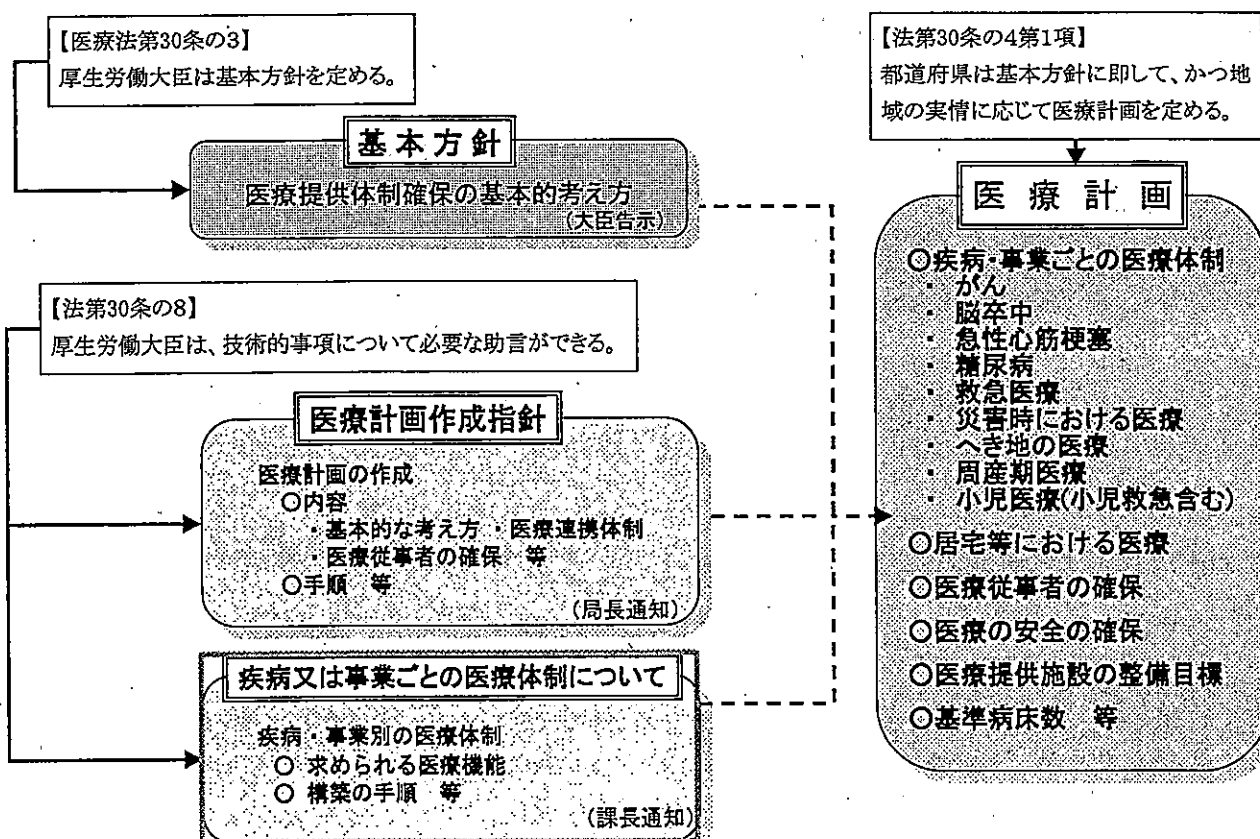 【医療法第30条の3】
厚生労働大臣は基本方針を定める。
基本方針
医療提供体制確保の基本的考え方
(大臣告示)
【法第30条の8】
厚生労働大臣は、技術的事項について必要な助言ができる。
医療計画作成指針
医療計画の作成
○内容
・基本的な考え方 ・医療連携体制
・医療従事者の確保 等
○手順 等
(局長通知)
疾病又は事業ごとの医療体制について
疾病・事業別の医療体制
○ 求められる医療機能
○ 構築の手順 等
(課長通知)
【法第30条の4第1項】
都道府県は基本方針に即して、かつ地
域の実情に応じて医療計画を定める。
医療計画
○疾病・事業ごとの医療体制
・ がん
・ 脳卒中
・ 急性心筋梗塞
・ 糖尿病
・ 救急医療
・ 災害時における医療
・ へき地の医療
・ 周産期医療
・ 小児医療(小児救急含む)
○居宅等における医療
○医療従事者の確保
○医療の安全の確保
○医療提供施設の整備目標
○基準病床数 等